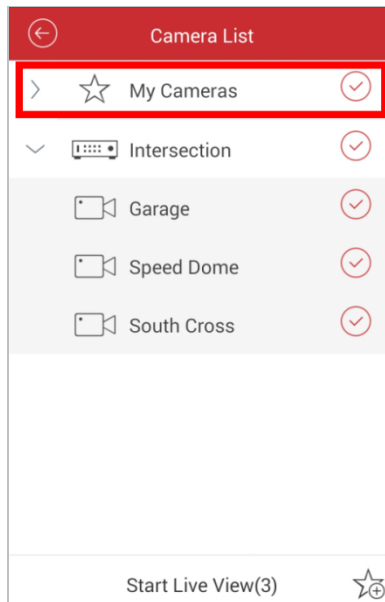 Camera List
My Cameras
Intersection
Garage
Speed Dome
South Cross
Start Live View(3)